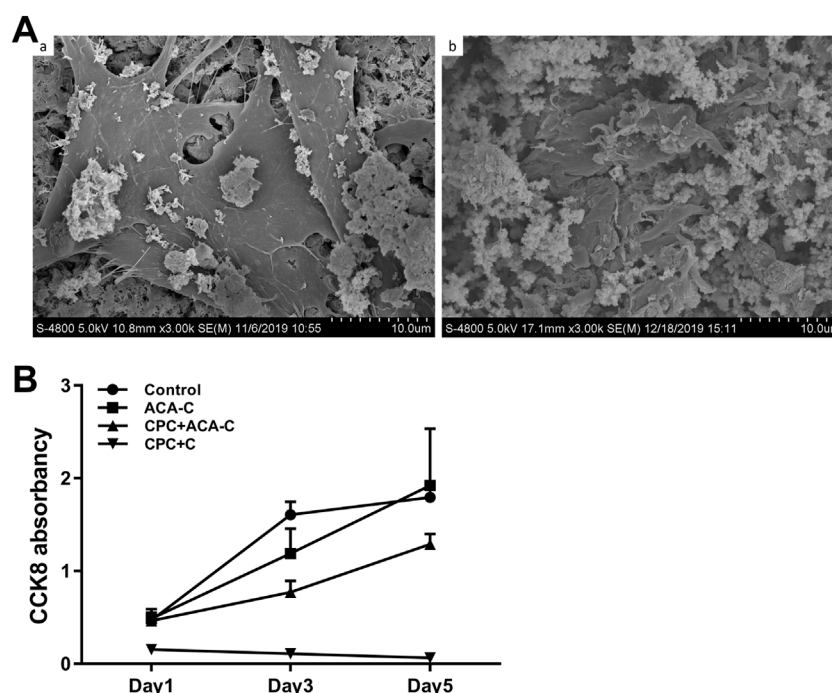 A
a
b
S-4800 5.0kV 10.8mm x3.00k SE(M) 11/6/2019 10:55
10.0um
S-4800 5.0kV 17.1mm x3.00k SE(M) 12/18/2019 15:11
10.0um
B
3
2
1
0
CCK8 absorbancy
Control
ACA-C
CPC+ACA-C
CPC+C
Day1
Day3
Day5